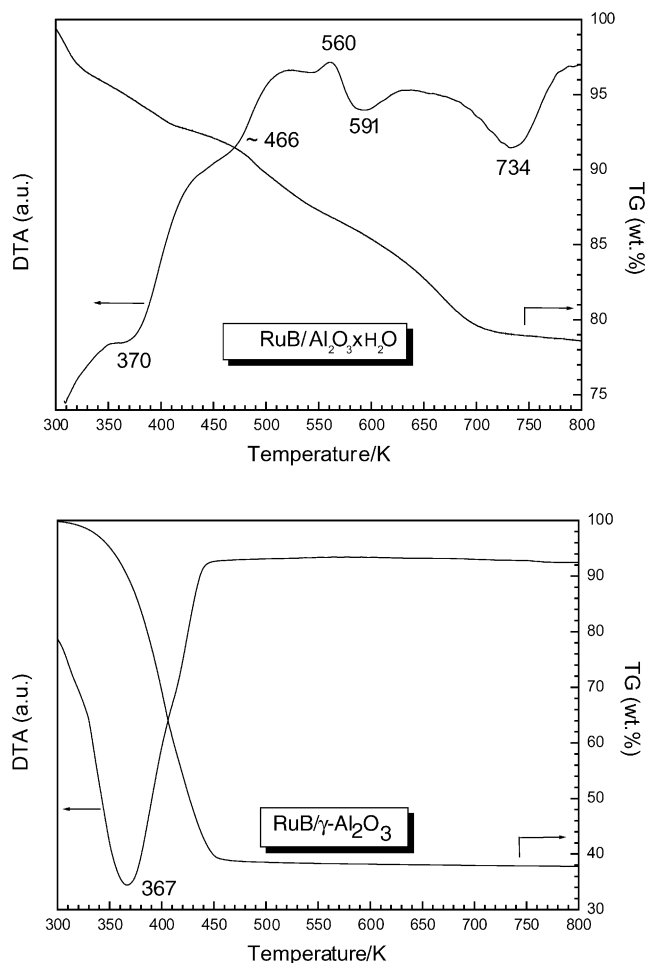 100
95
90
85
80
75
TG (wt.%)
DTA (a.u.)
560
591
~ 466
734
370
RuB/Al₂O₃xH₂O
300 350 400 450 500 550 600 650 700 750 800
Temperature/K
100
90
80
70
60
50
40
30
TG (wt.%)
DTA (a.u.)
367
RuB/γ-Al₂O₃
300 350 400 450 500 550 600 650 700 750 800
Temperature/K